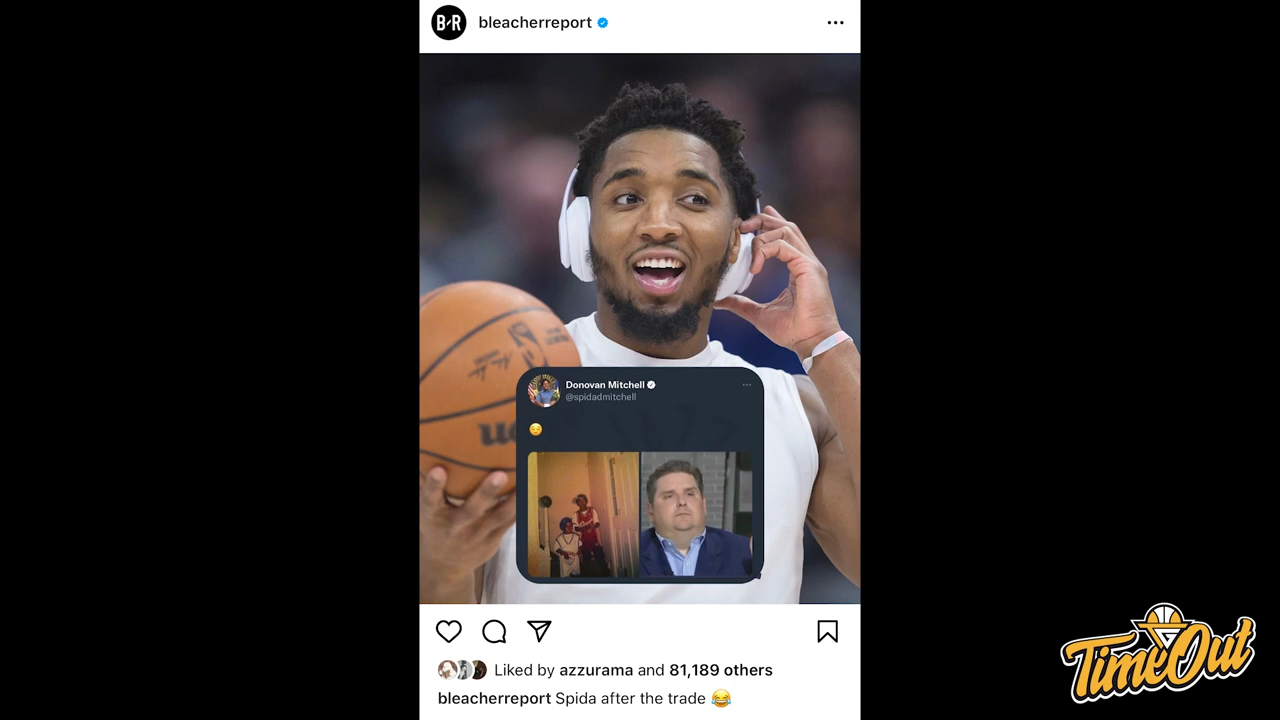 B/R bleacherreport
Donovan Mitchell
@spidadmitchell
Liked by azzurama and 81,189 others
bleacherreport Spida after the trade 😂
TimeOut